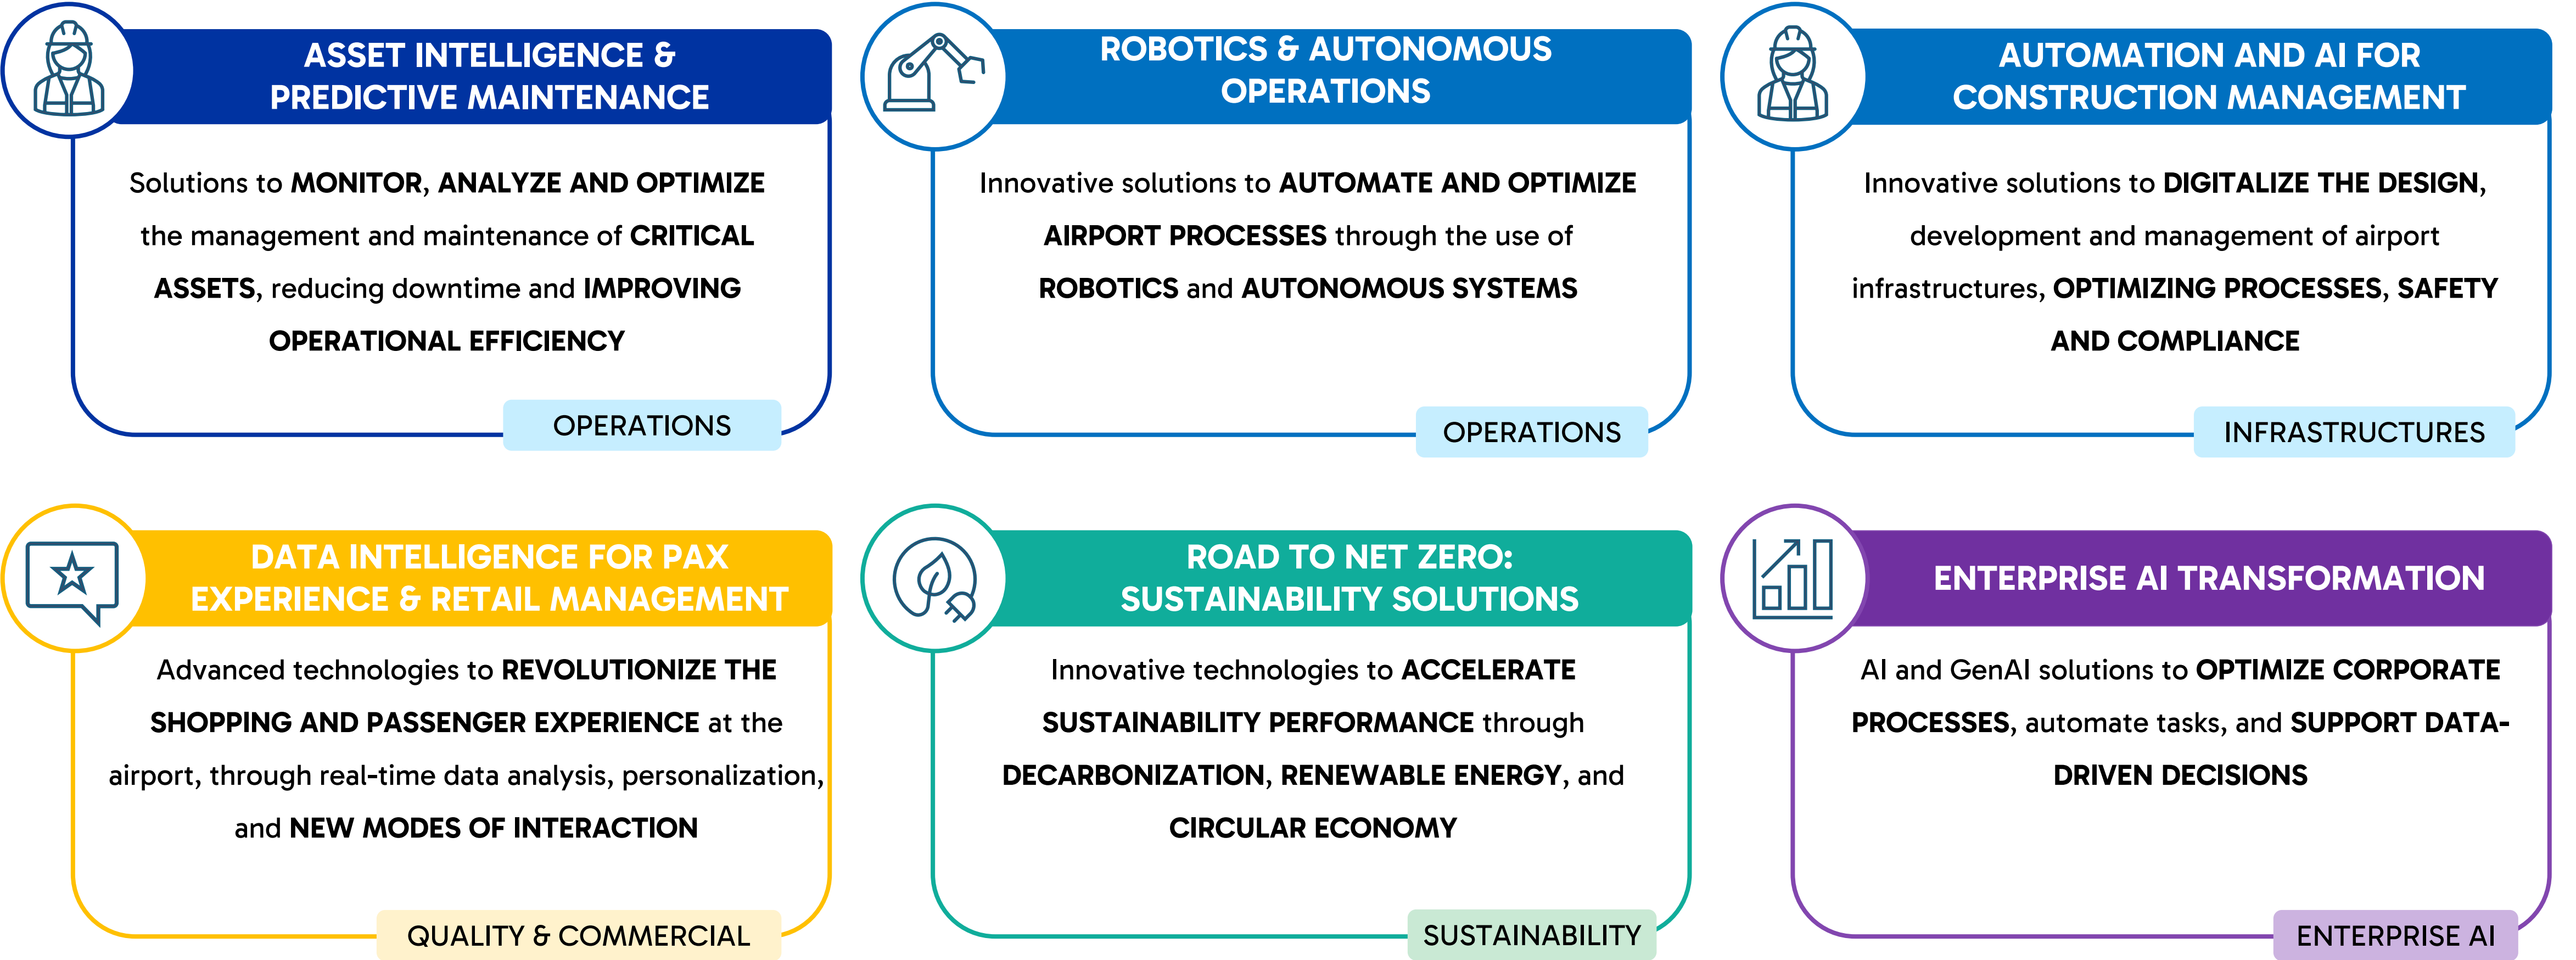 ASSET INTELLIGENCE &
PREDICTIVE MAINTENANCE
Solutions to MONITOR, ANALYZE AND OPTIMIZE
the management and maintenance of CRITICAL
ASSETS, reducing downtime and IMPROVING
OPERATIONAL EFFICIENCY
OPERATIONS
ROBOTICS & AUTONOMOUS
OPERATIONS
Innovative solutions to AUTOMATE AND OPTIMIZE
AIRPORT PROCESSES through the use of
ROBOTICS and AUTONOMOUS SYSTEMS
OPERATIONS
AUTOMATION AND AI FOR
CONSTRUCTION MANAGEMENT
Innovative solutions to DIGITALIZE THE DESIGN,
development and management of airport
infrastructures, OPTIMIZING PROCESSES, SAFETY
AND COMPLIANCE
INFRASTRUCTURES
DATA INTELLIGENCE FOR PAX
EXPERIENCE & RETAIL MANAGEMENT
Advanced technologies to REVOLUTIONIZE THE
SHOPPING AND PASSENGER EXPERIENCE at the
airport, through real-time data analysis, personalization,
and NEW MODES OF INTERACTION
QUALITY & COMMERCIAL
ROAD TO NET ZERO:
SUSTAINABILITY SOLUTIONS
Innovative technologies to ACCELERATE
SUSTAINABILITY PERFORMANCE through
DECARBONIZATION, RENEWABLE ENERGY, and
CIRCULAR ECONOMY
SUSTAINABILITY
ENTERPRISE AI TRANSFORMATION
AI and GenAI solutions to OPTIMIZE CORPORATE
PROCESSES, automate tasks, and SUPPORT DATA-
DRIVEN DECISIONS
ENTERPRISE AI